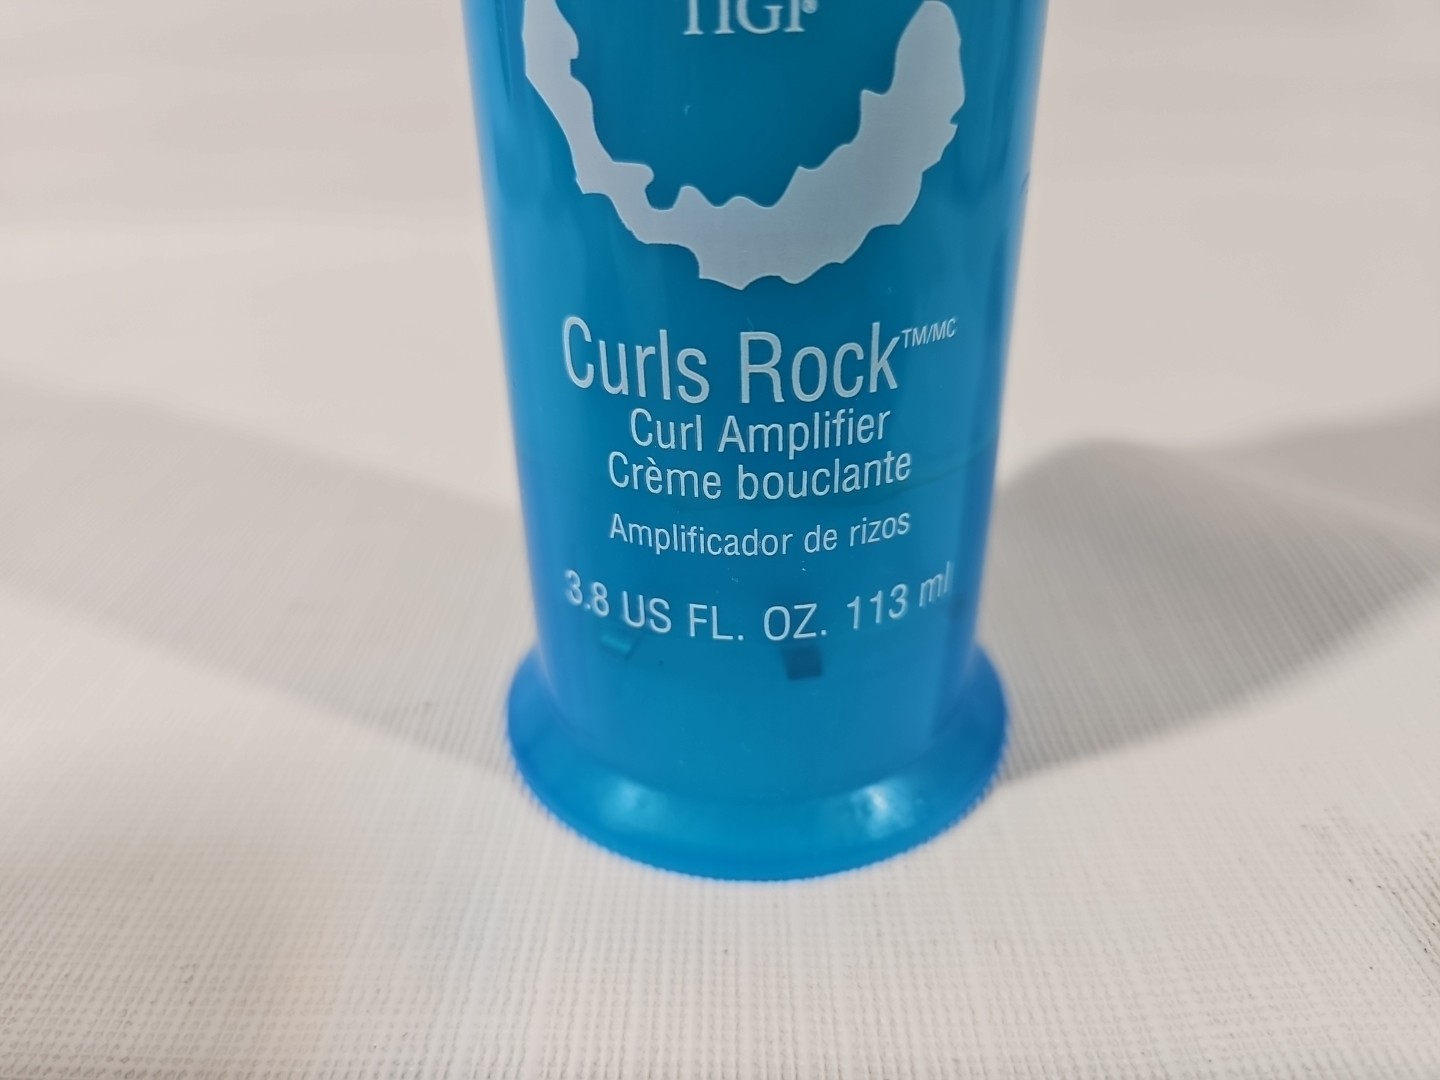 TIGI®
Curls Rock™/MC
Curl Amplifier
Crème bouclante
Amplificador de rizos
3.8 US FL. OZ. 113 ml